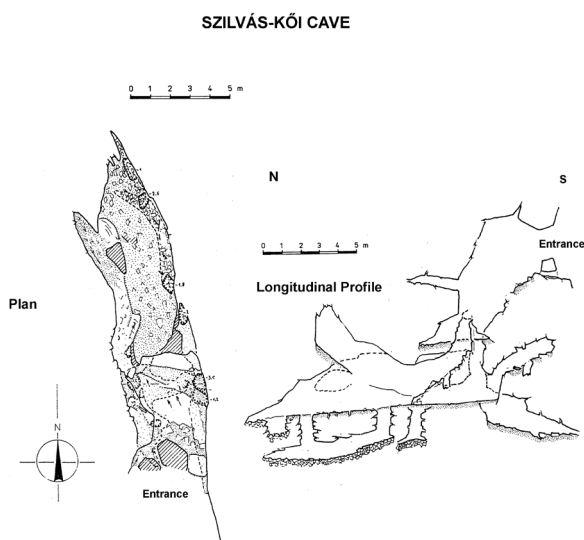 SZILVÁS-KŐI CAVE
0 1 2 3 4 5 m
N
S
Entrance
0 1 2 3 4 5 m
Longitudinal Profile
Plan
N
Entrance